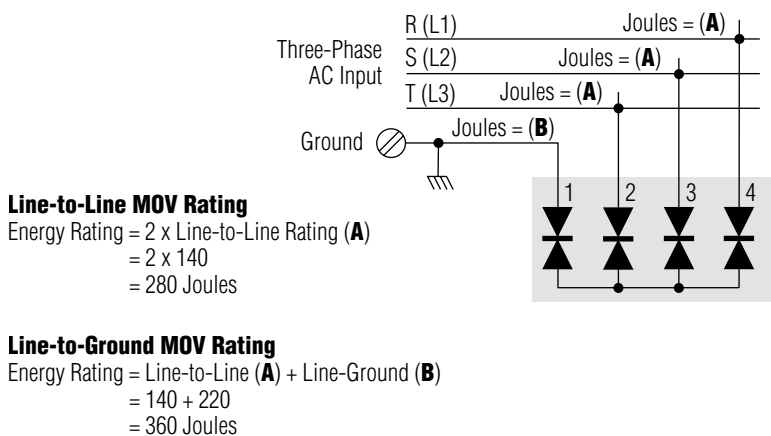 R (L1)
Joules = (A)
Three-Phase
AC Input
S (L2)
Joules = (A)
T (L3)
Joules = (A)
Ground
Joules = (B)
1
2
3
4
Line-to-Line MOV Rating
Energy Rating = 2 x Line-to-Line Rating (A)
= 2 x 140
= 280 Joules
Line-to-Ground MOV Rating
Energy Rating = Line-to-Line (A) + Line-Ground (B)
= 140 + 220
= 360 Joules